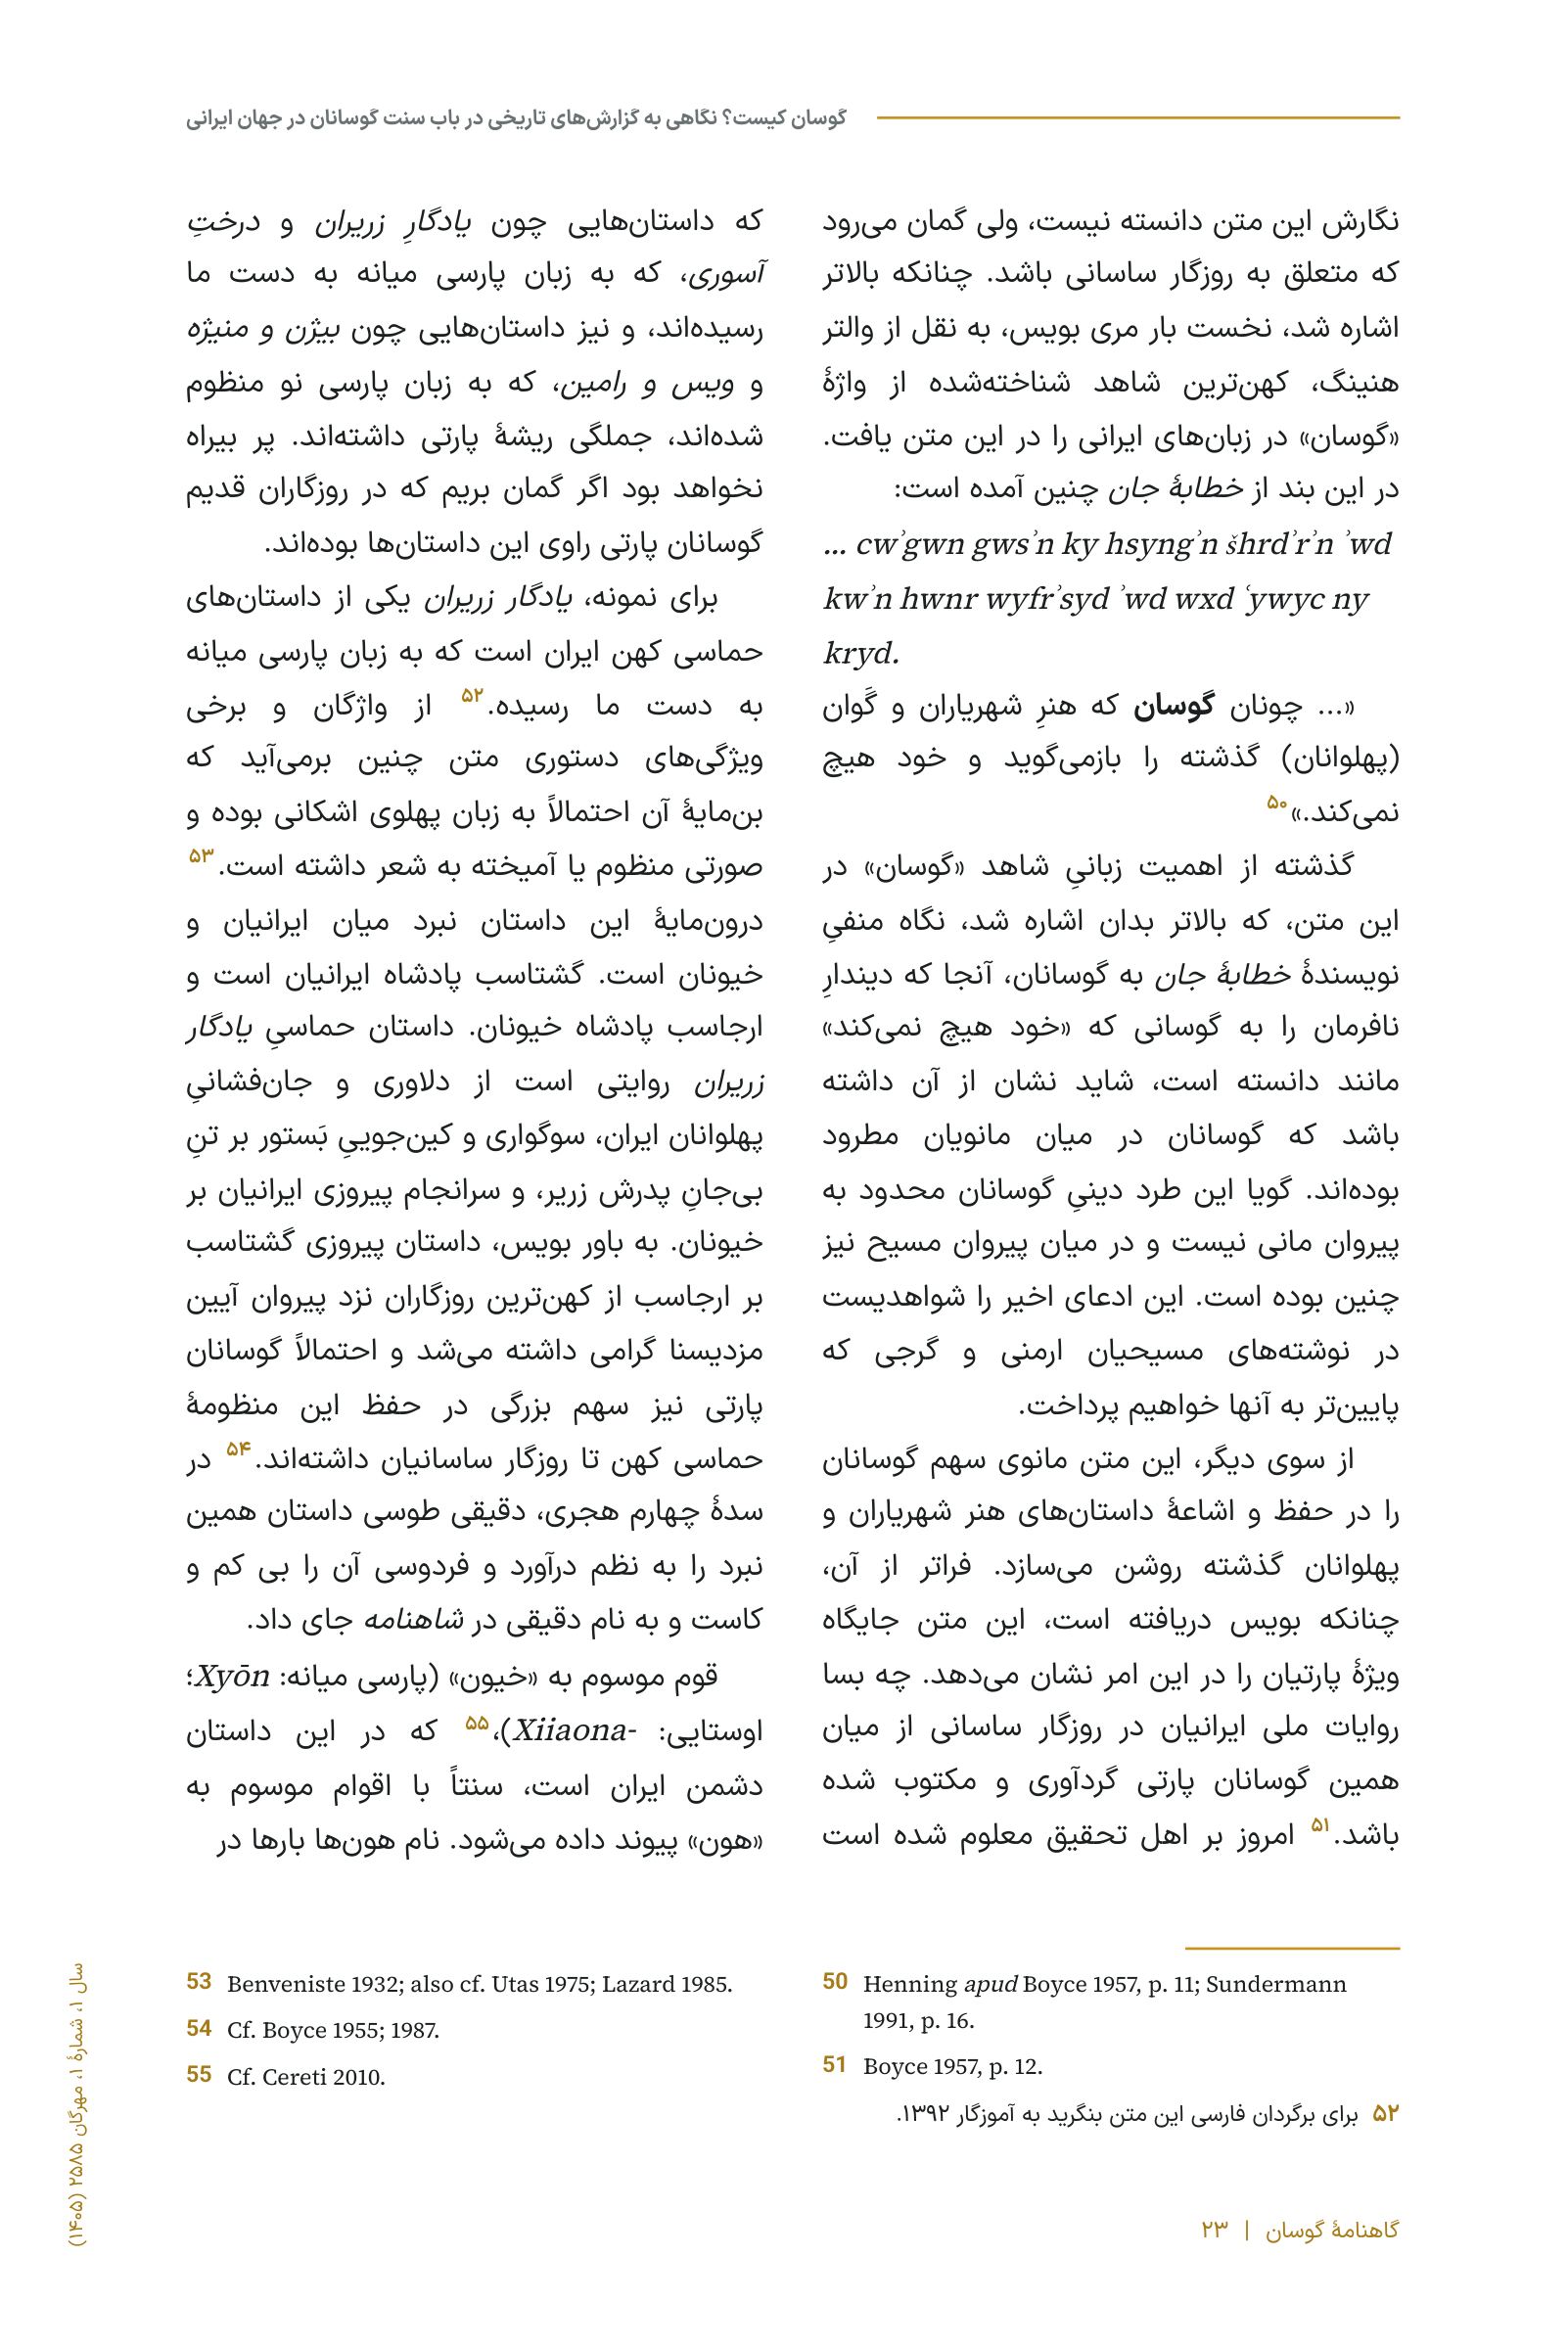 گوسان کیست؟ نگاهی به گزارش‌های تاریخی در باب سنت گوسانان در جهان ایرانی
نگارش این متن دانسته نیست، ولی گمان می‌رود
که متعلق به روزگار ساسانی باشد. چنانکه بالاتر
اشاره شد، نخست بار مری بویس، به نقل از والتر
هنینگ، کهن‌ترین شاهد شناخته‌شده از واژهٔ
«گوسان» در زبان‌های ایرانی را در این متن یافت.
در این بند از خطابهٔ جان چنین آمده است:
... cwʾgwn gwsʾn ky hsyngʾn šhrdʾrʾn ʾwd
kwʾn hwnr wyfrʾsyd ʾwd wxd ʿywyc ny
kryd.
«... چونان گوسان که هنرِ شهریاران و گَوان
(پهلوانان) گذشته را بازمی‌گوید و خود هیچ
نمی‌کند.»۵۰
گذشته از اهمیت زبانیِ شاهد «گوسان» در
این متن، که بالاتر بدان اشاره شد، نگاه منفیِ
نویسندهٔ خطابهٔ جان به گوسانان، آنجا که دیندارِ
نافرمان را به گوسانی که «خود هیچ نمی‌کند»
مانند دانسته است، شاید نشان از آن داشته
باشد که گوسانان در میان مانویان مطرود
بوده‌اند. گویا این طرد دینیِ گوسانان محدود به
پیروان مانی نیست و در میان پیروان مسیح نیز
چنین بوده است. این ادعای اخیر را شواهدیست
در نوشته‌های مسیحیان ارمنی و گرجی که
پایین‌تر به آنها خواهیم پرداخت.
از سوی دیگر، این متن مانوی سهم گوسانان
را در حفظ و اشاعهٔ داستان‌های هنر شهریاران و
پهلوانان گذشته روشن می‌سازد. فراتر از آن،
چنانکه بویس دریافته است، این متن جایگاه
ویژهٔ پارتیان را در این امر نشان می‌دهد. چه بسا
روایات ملی ایرانیان در روزگار ساسانی از میان
همین گوسانان پارتی گردآوری و مکتوب شده
باشد.۵۱ امروز بر اهل تحقیق معلوم شده است
که داستان‌هایی چون یادگارِ زریران و درختِ
آسوری، که به زبان پارسی میانه به دست ما
رسیده‌اند، و نیز داستان‌هایی چون بیژن و منیژه
و ویس و رامین، که به زبان پارسی نو منظوم
شده‌اند، جملگی ریشهٔ پارتی داشته‌اند. پر بیراه
نخواهد بود اگر گمان بریم که در روزگاران قدیم
گوسانان پارتی راوی این داستان‌ها بوده‌اند.
برای نمونه، یادگار زریران یکی از داستان‌های
حماسی کهن ایران است که به زبان پارسی میانه
به دست ما رسیده.۵۲ از واژگان و برخی
ویژگی‌های دستوری متن چنین برمی‌آید که
بن‌مایهٔ آن احتمالاً به زبان پهلوی اشکانی بوده و
صورتی منظوم یا آمیخته به شعر داشته است.۵۳
درون‌مایهٔ این داستان نبرد میان ایرانیان و
خیونان است. گشتاسب پادشاه ایرانیان است و
ارجاسب پادشاه خیونان. داستان حماسیِ یادگار
زریران روایتی است از دلاوری و جان‌فشانیِ
پهلوانان ایران، سوگواری و کین‌جوییِ بَستور بر تنِ
بی‌جانِ پدرش زریر، و سرانجام پیروزی ایرانیان بر
خیونان. به باور بویس، داستان پیروزی گشتاسب
بر ارجاسب از کهن‌ترین روزگاران نزد پیروان آیین
مزدیسنا گرامی داشته می‌شد و احتمالاً گوسانان
پارتی نیز سهم بزرگی در حفظ این منظومهٔ
حماسی کهن تا روزگار ساسانیان داشته‌اند.۵۴ در
سدهٔ چهارم هجری، دقیقی طوسی داستان همین
نبرد را به نظم درآورد و فردوسی آن را بی کم و
کاست و به نام دقیقی در شاهنامه جای داد.
قوم موسوم به «خیون» (پارسی میانه: Xyōn؛
اوستایی: Xiiaona-)،۵۵ که در این داستان
دشمن ایران است، سنتاً با اقوام موسوم به
«هون» پیوند داده می‌شود. نام هون‌ها بارها در
50 Henning apud Boyce 1957, p. 11; Sundermann
1991, p. 16.
51 Boyce 1957, p. 12.
۵۲ برای برگردان فارسی این متن بنگرید به آموزگار ۱۳۹۲.
53 Benveniste 1932; also cf. Utas 1975; Lazard 1985.
54 Cf. Boyce 1955; 1987.
55 Cf. Cereti 2010.
گاهنامهٔ گوسان | ۲۳
سال ۱، شمارهٔ ۱، مهرگان ۲۵۸۵ (۱۴۰۵)